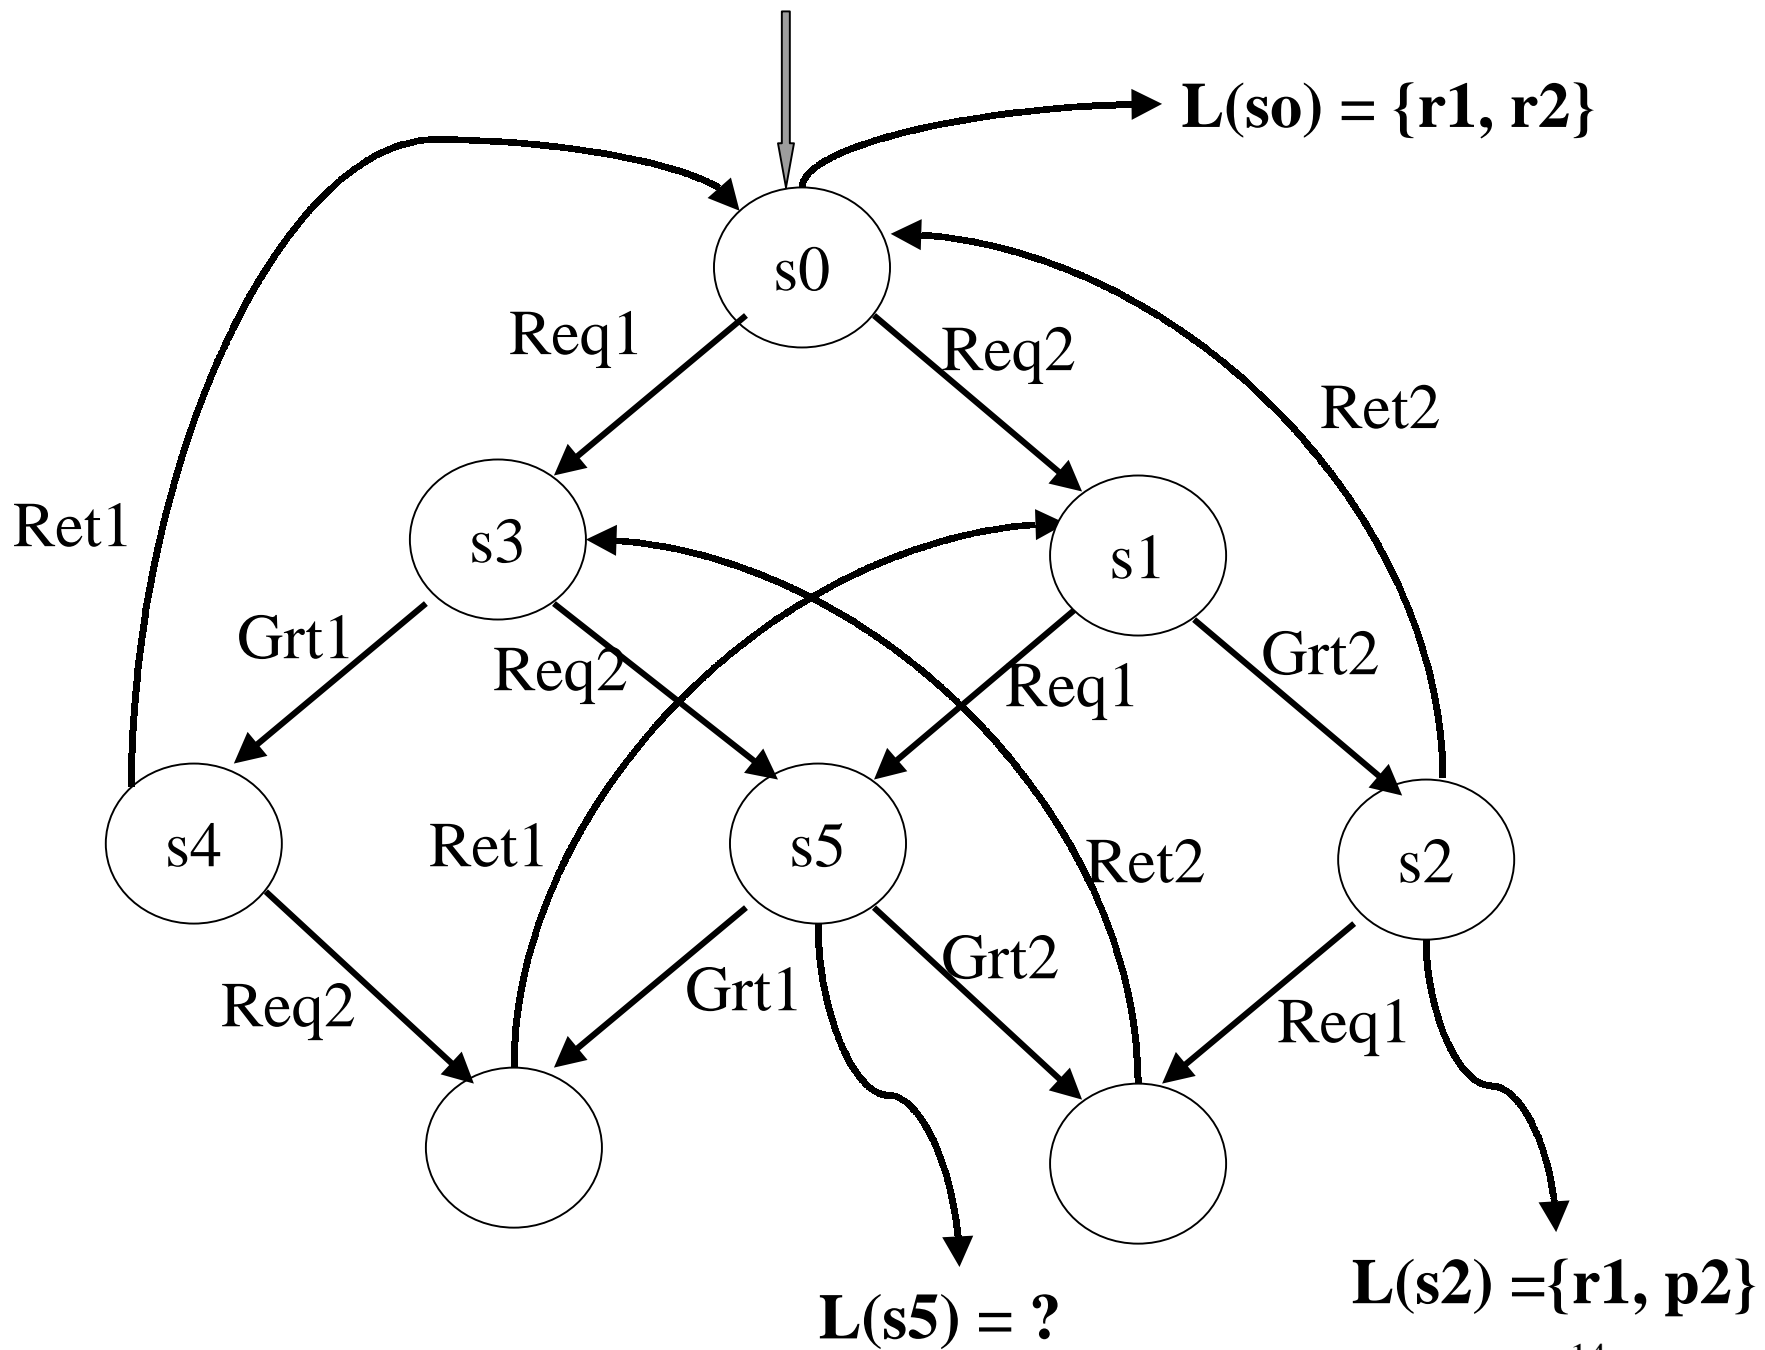 L(so) = {r1, r2}
s0
Req1
Req2
Ret2
Ret1
s3
s1
Grt1
Req2
Req1
Grt2
s4
Ret1
s5
Ret2
s2
Req2
Grt1
Grt2
Req1
L(s5) = ?
L(s2) ={r1, p2}